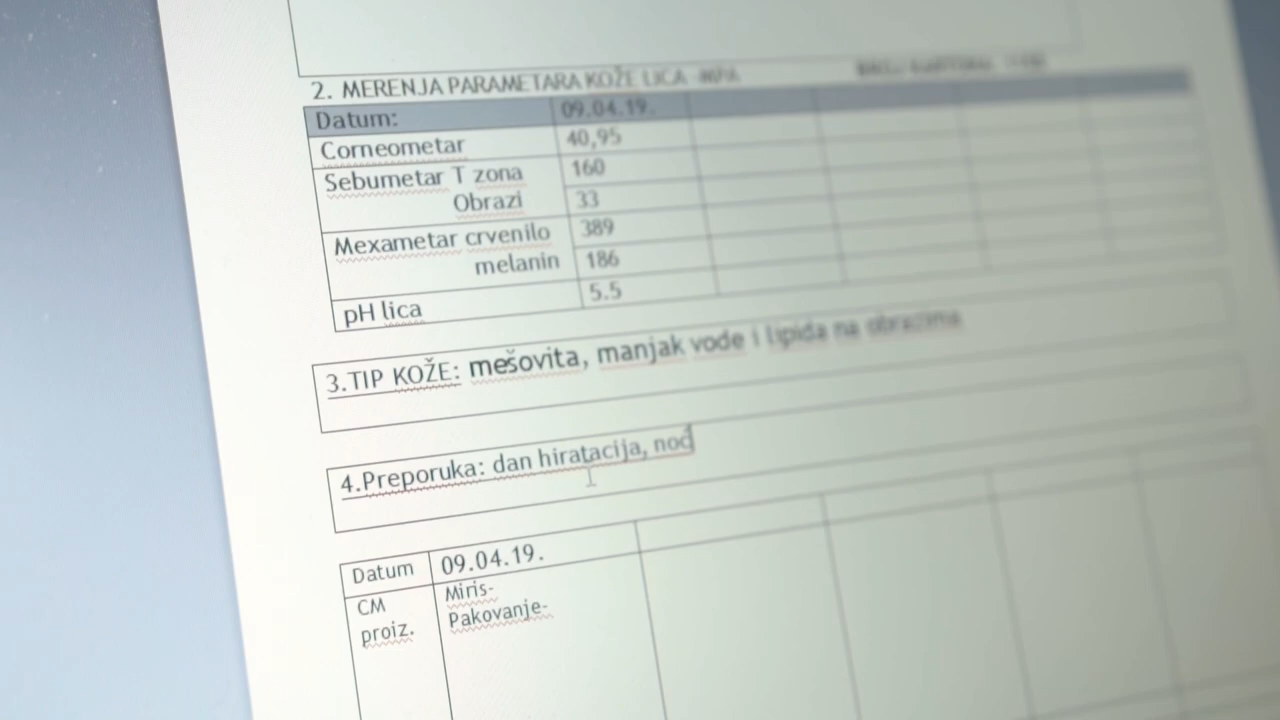 2. MERENJA PARAMETARA KOŽE LICA -MPA
Datum: 09.04.19.
Corneometar 40,95
Sebumetar T zona 160
Obrazi 33
Mexametar crvenilo 389
melanin 186
pH lica 5.5
3.TIP KOŽE: mešovita, manjak vode i lipida na obrazima
4.Preporuka: dan hiratacija, noć
Datum 09.04.19.
CM Miris-
proiz. Pakovanje-